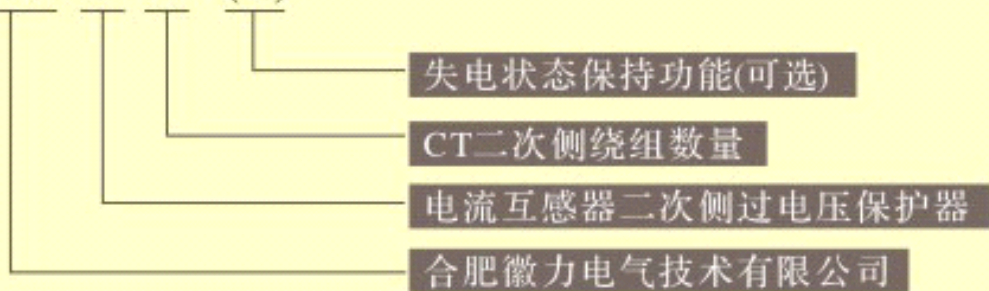 失电状态保持功能(可选)
CT二次侧绕组数量
电流互感器二次侧过电压保护器
合肥徽力电气技术有限公司